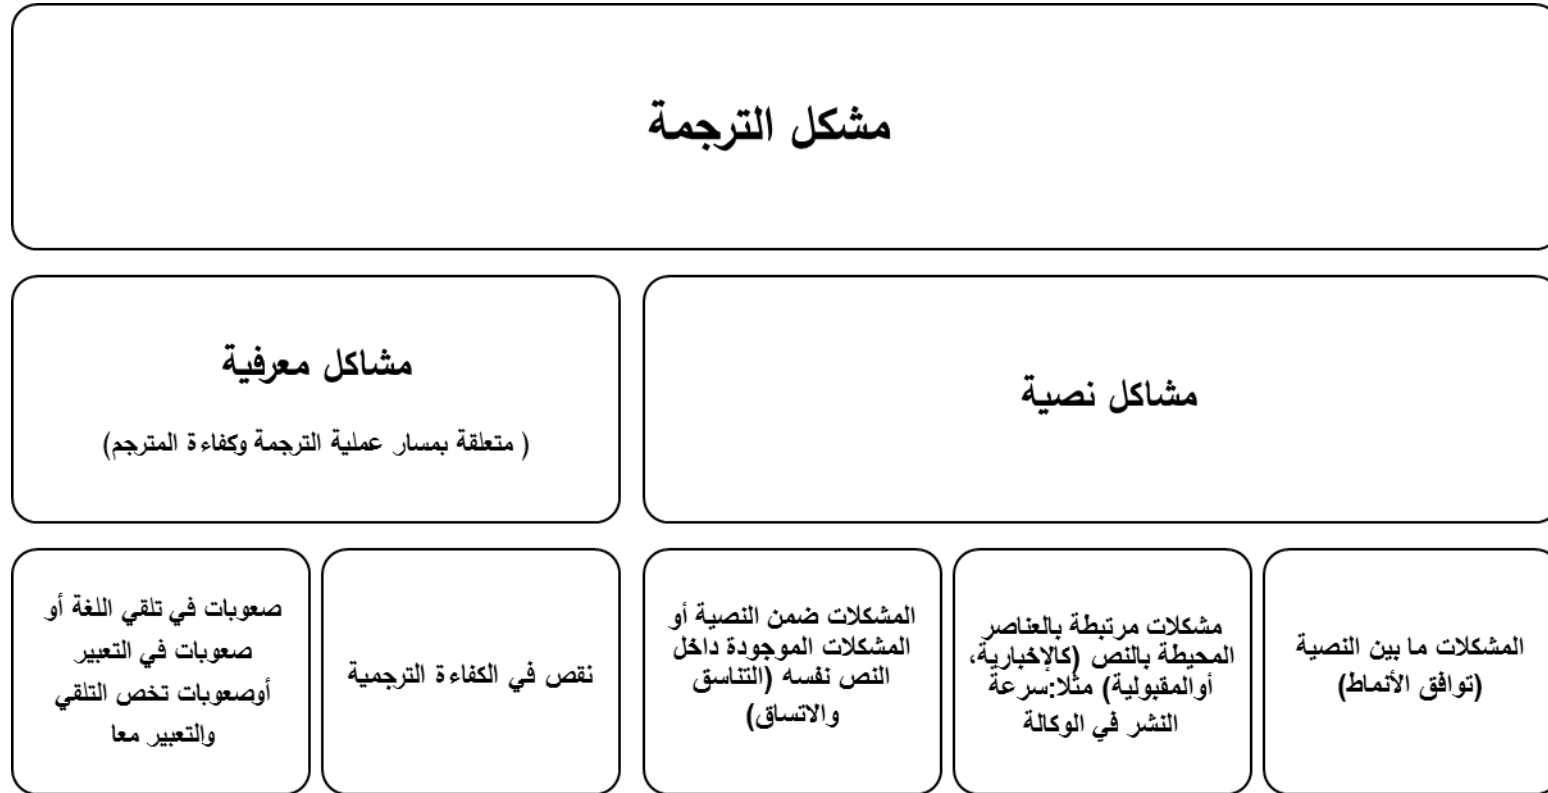 مشكل الترجمة
مشاكل نصية
مشاكل معرفية
( متعلقة بمسار عملية الترجمة وكفاءة المترجم)
المشكلات ما بين النصية
(توافق الأنماط)
مشكلات مرتبطة بالعناصر
المحيطة بالنص (كالإخبارية،
أوالمقبولية) مثلا:سرعة
النشر في الوكالة
المشكلات ضمن النصية أو
المشكلات الموجودة داخل
النص نفسه (التناسق
والاتساق)
نقص في الكفاءة الترجمية
صعوبات في تلقي اللغة أو
صعوبات في التعبير
أوصعوبات تخص التلقي
والتعبير معا